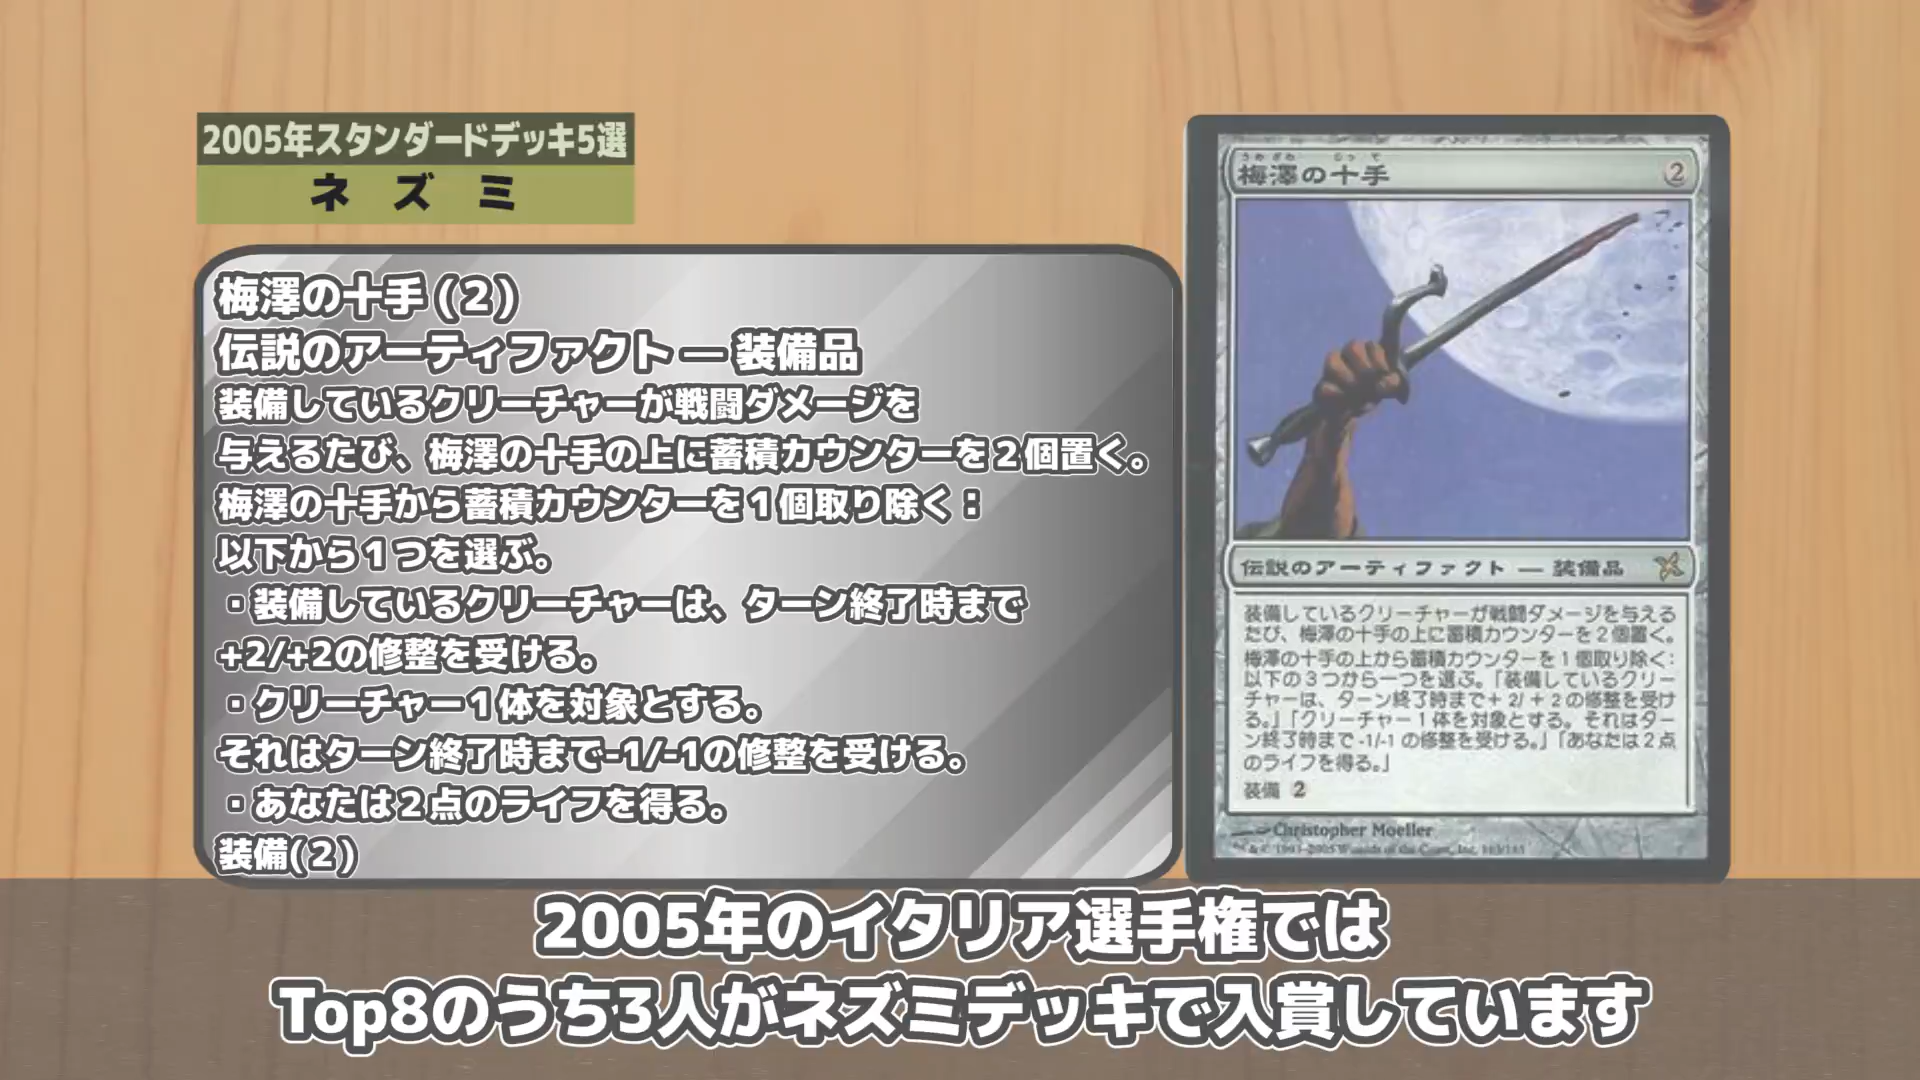 2005年スタンダードデッキ5選
ネズミ
梅澤の十手(2)
伝説のアーティファクト ― 装備品
装備しているクリーチャーが戦闘ダメージを
与えるたび、梅澤の十手の上に蓄積カウンターを2個置く。
梅澤の十手から蓄積カウンターを1個取り除く:
以下から1つを選ぶ。
・装備しているクリーチャーは、ターン終了時まで
+2/+2の修整を受ける。
・クリーチャー1体を対象とする。
それはターン終了時まで-1/-1の修整を受ける。
・あなたは2点のライフを得る。
装備(2)
うめざわ じって
梅澤の十手 2
伝説のアーティファクト ― 装備品
装備しているクリーチャーが戦闘ダメージを与える
たび、梅澤の十手の上に蓄積カウンターを2個置く。
梅澤の十手の上から蓄積カウンターを1個取り除く:
以下の3つから一つを選ぶ。「装備しているクリー
チャーは、ターン終了時まで+2/+2の修整を受け
る。」「クリーチャー1体を対象とする。それはター
ン終了時まで-1/-1の修整を受ける。」「あなたは2点
のライフを得る。」
装備 2
Christopher Moeller
2005年のイタリア選手権では
Top8のうち3人がネズミデッキで入賞しています